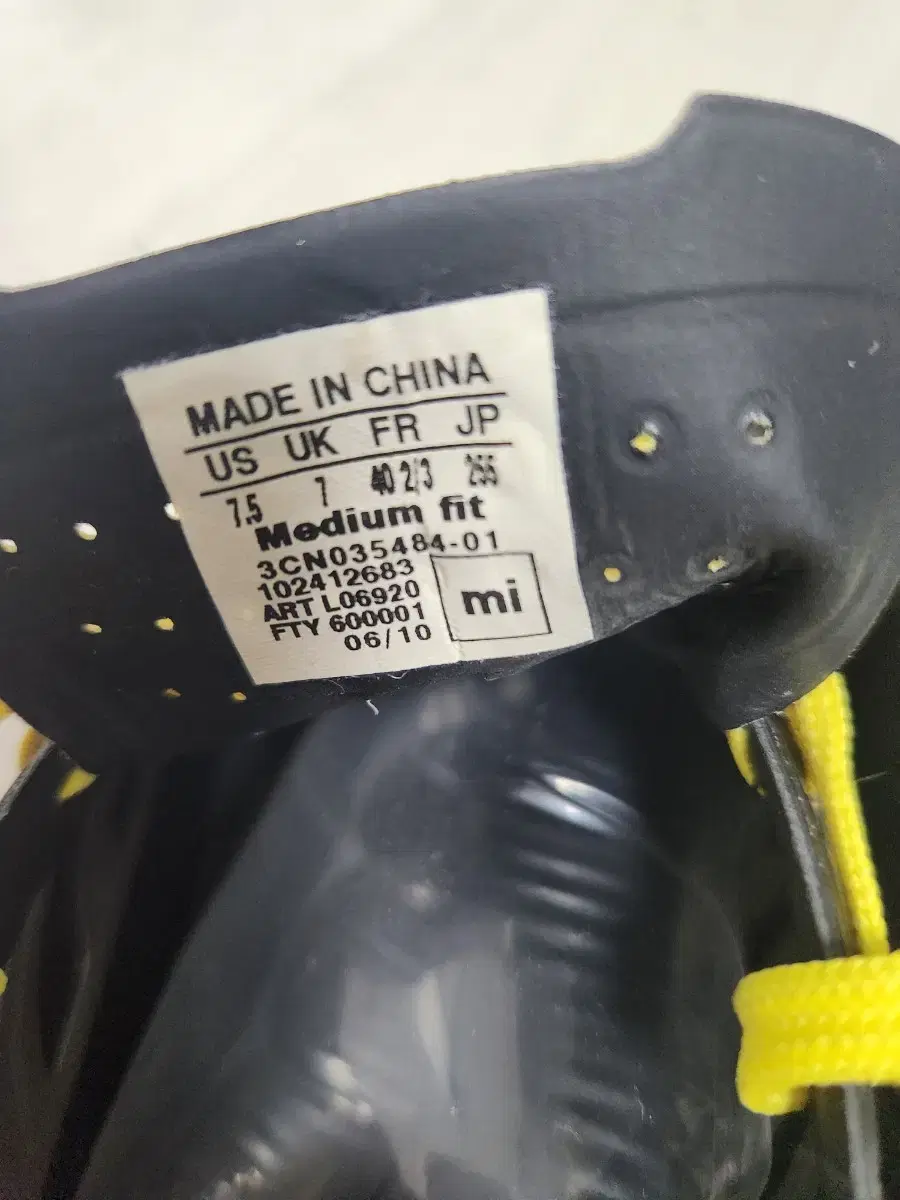 MADE IN CHINA
US UK FR JP
7.5 7 40 2/3 255
Medium fit
3CN035484-01
102412683
ART L06920
FTY 600001
06/10
mi